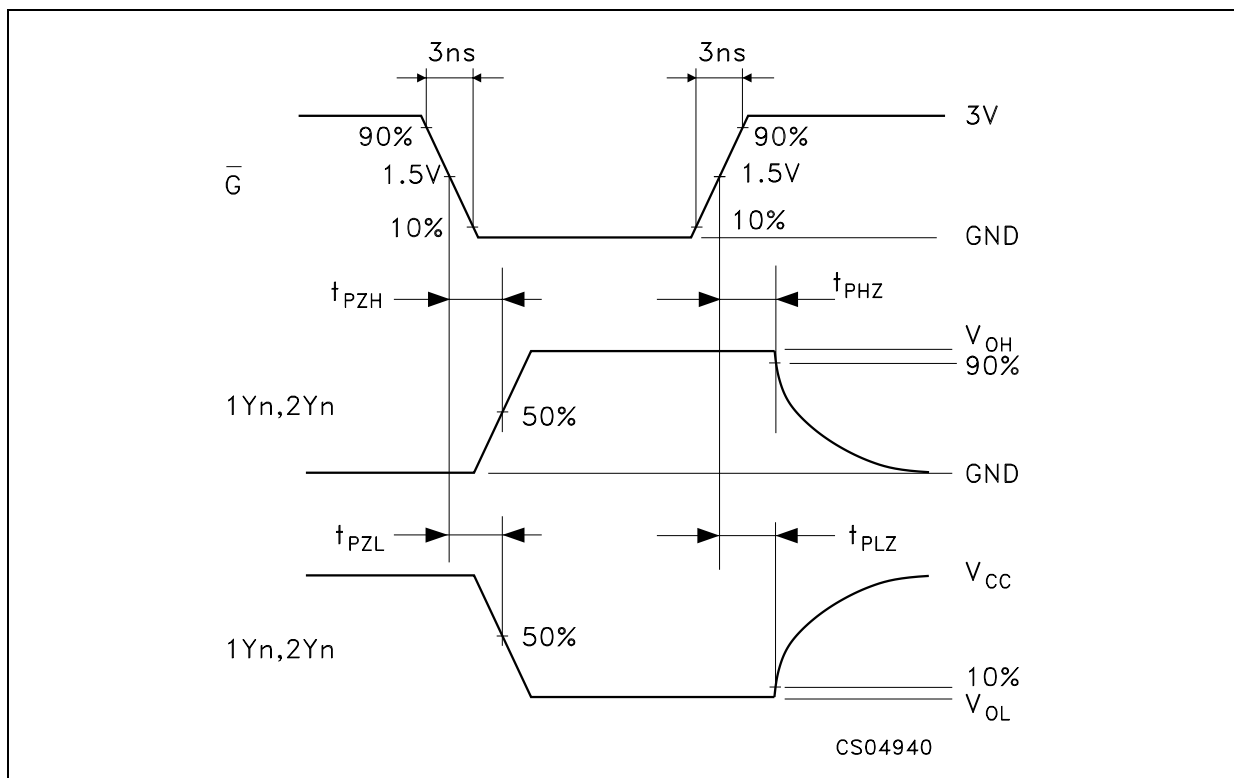 3ns 3ns
3V
90% 90%
1.5V 1.5V
G̅
10% 10%
GND
tPZH tPHZ
VOH
90%
1Yn,2Yn 50%
GND
tPZL tPLZ
VCC
1Yn,2Yn 50%
10%
VOL
CS04940